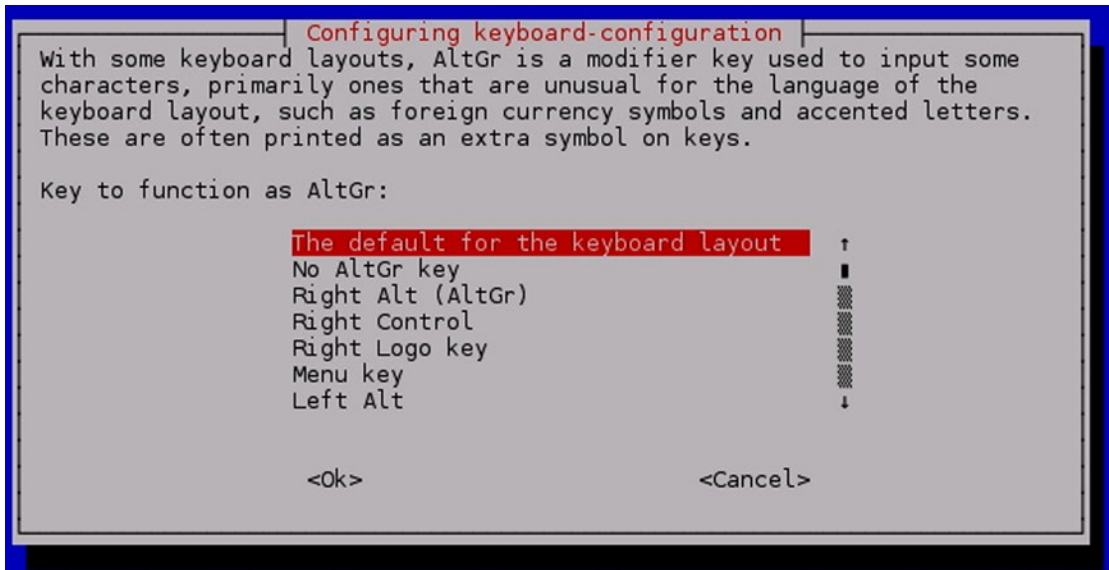 Configuring keyboard-configuration
With some keyboard layouts, AltGr is a modifier key used to input some
characters, primarily ones that are unusual for the language of the
keyboard layout, such as foreign currency symbols and accented letters.
These are often printed as an extra symbol on keys.
Key to function as AltGr:
The default for the keyboard layout
No AltGr key
Right Alt (AltGr)
Right Control
Right Logo key
Menu key
Left Alt
<Ok> <Cancel>